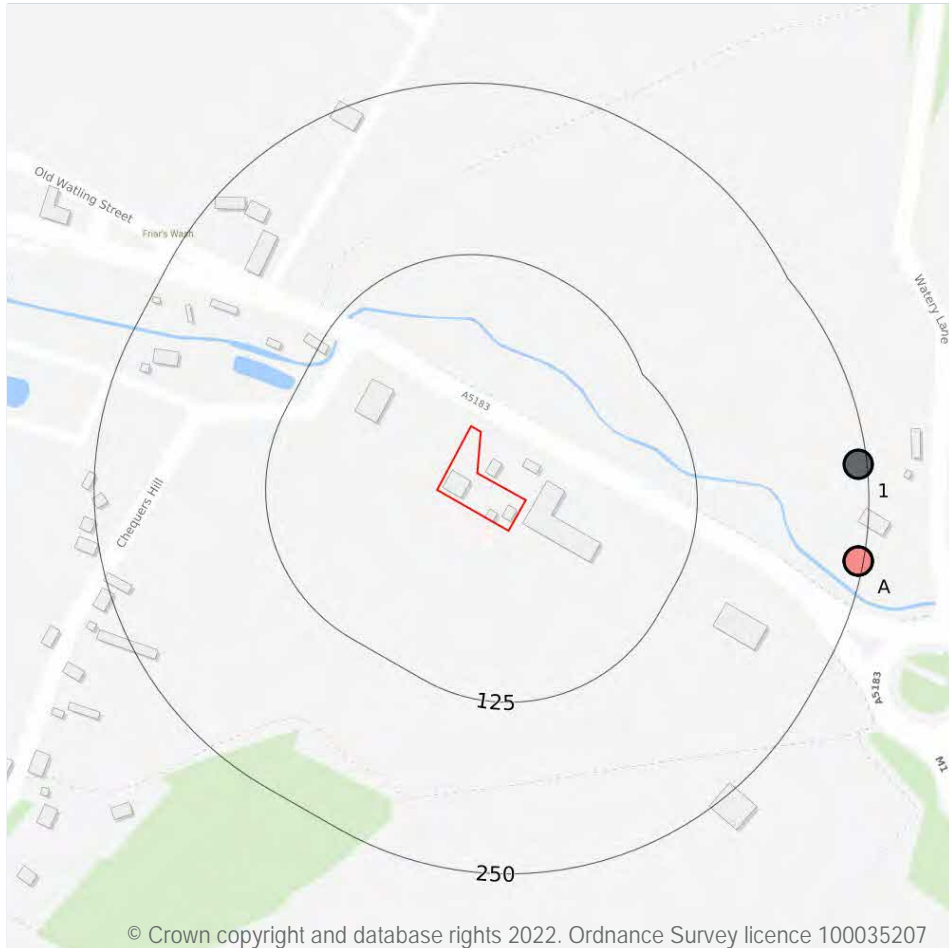 Old Watling Street
Friar's Wash
Watery Lane
A5183
1
Chequers Hill
A
125
A5183
M1
250
© Crown copyright and database rights 2022. Ordnance Survey licence 100035207